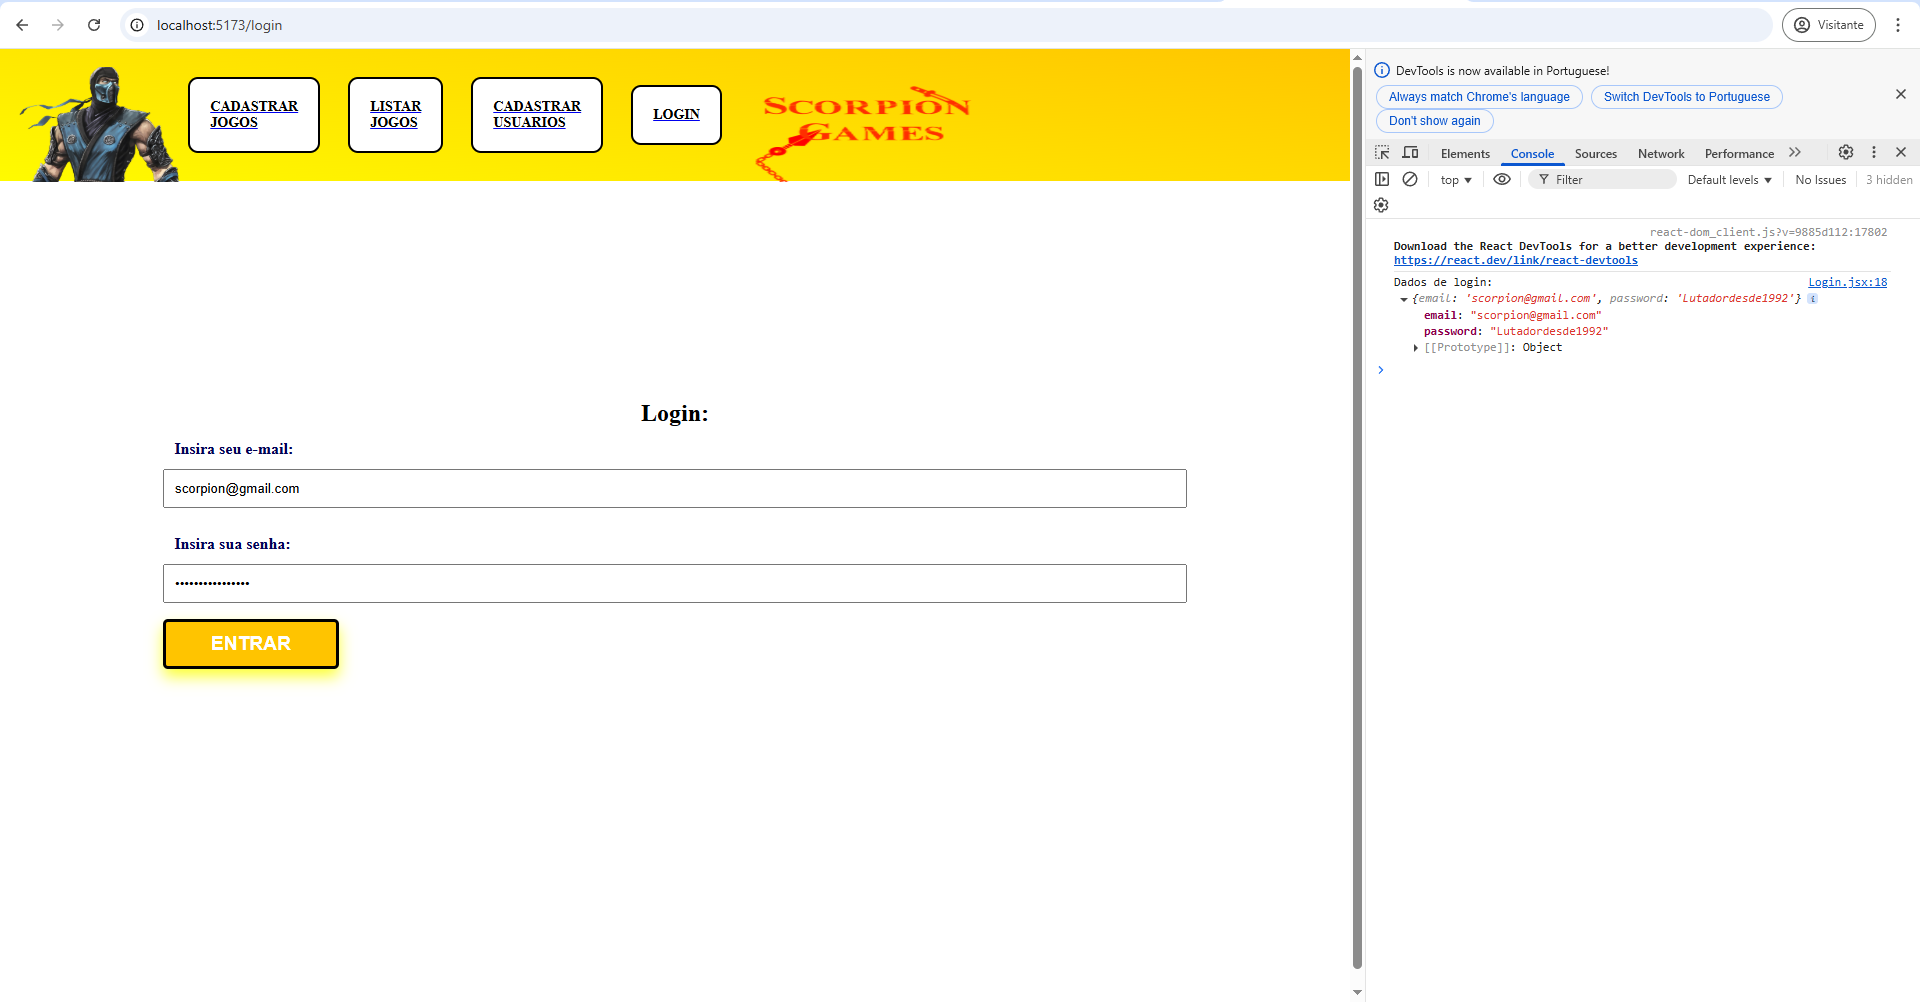 localhost:5173/login
Visitante
CADASTRAR
JOGOS
LISTAR
JOGOS
CADASTRAR
USUARIOS
LOGIN
SCORPION
GAMES
Login:
Insira seu e-mail:
scorpion@gmail.com
Insira sua senha:
••••••••••••••••
ENTRAR
DevTools is now available in Portuguese!
Always match Chrome's language
Switch DevTools to Portuguese
Don't show again
Elements Console Sources Network Performance
top Filter Default levels No Issues 3 hidden
react-dom_client.js?v=9885d112:17802
Download the React DevTools for a better development experience:
https://react.dev/link/react-devtools
Dados de login: Login.jsx:18
{email: 'scorpion@gmail.com', password: 'Lutadordesde1992'}
email: "scorpion@gmail.com"
password: "Lutadordesde1992"
[[Prototype]]: Object